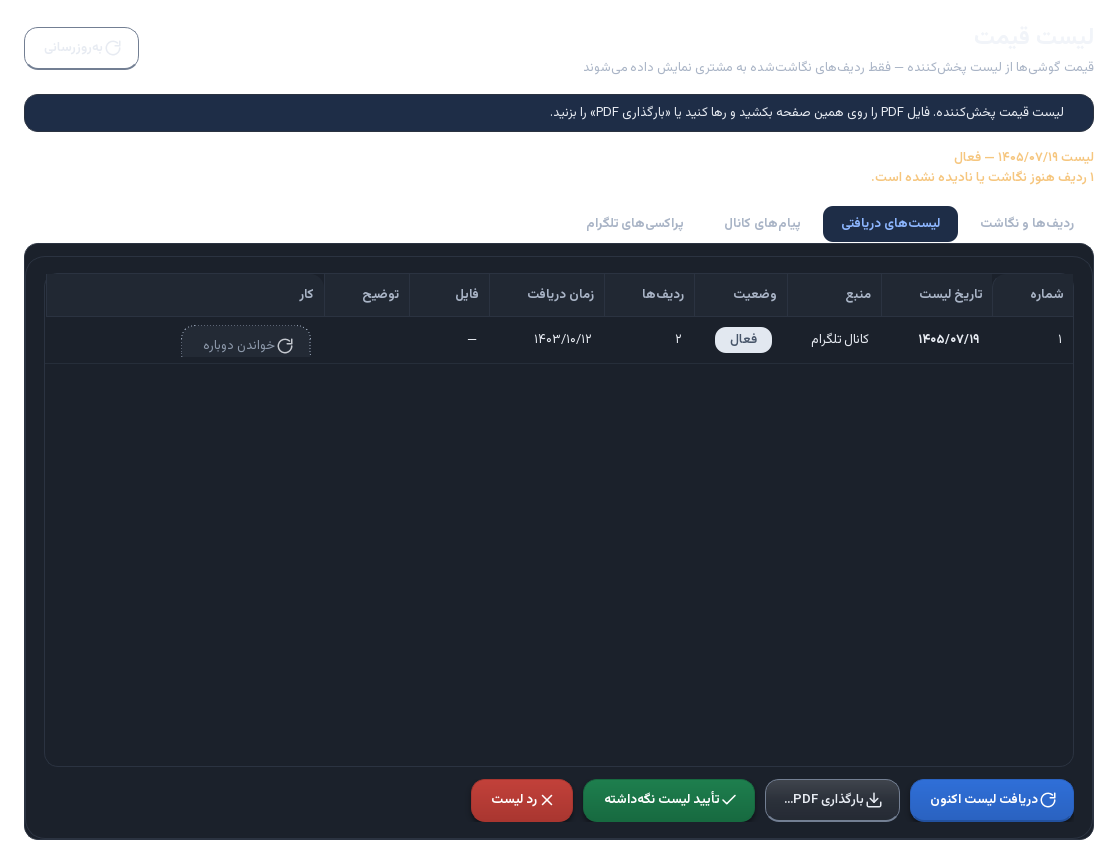 لیست قیمت
به‌روزرسانی
قیمت گوشی‌ها از لیست پخش‌کننده — فقط ردیف‌های نگاشت‌شده به مشتری نمایش داده می‌شوند
لیست قیمت پخش‌کننده. فایل PDF را روی همین صفحه بکشید و رها کنید یا «بارگذاری PDF» را بزنید.
لیست ۱۴۰۵/۰۷/۱۹ — فعال
۱ ردیف هنوز نگاشت یا نادیده نشده است.
ردیف‌ها و نگاشت لیست‌های دریافتی پیام‌های کانال پراکسی‌های تلگرام
شماره تاریخ لیست منبع وضعیت ردیف‌ها زمان دریافت فایل توضیح کار
۱ ۱۴۰۵/۰۷/۱۹ کانال تلگرام فعال ۲ ۱۴۰۳/۱۰/۱۲ — خواندن دوباره
دریافت لیست اکنون بارگذاری PDF... تأیید لیست نگه‌داشته رد لیست